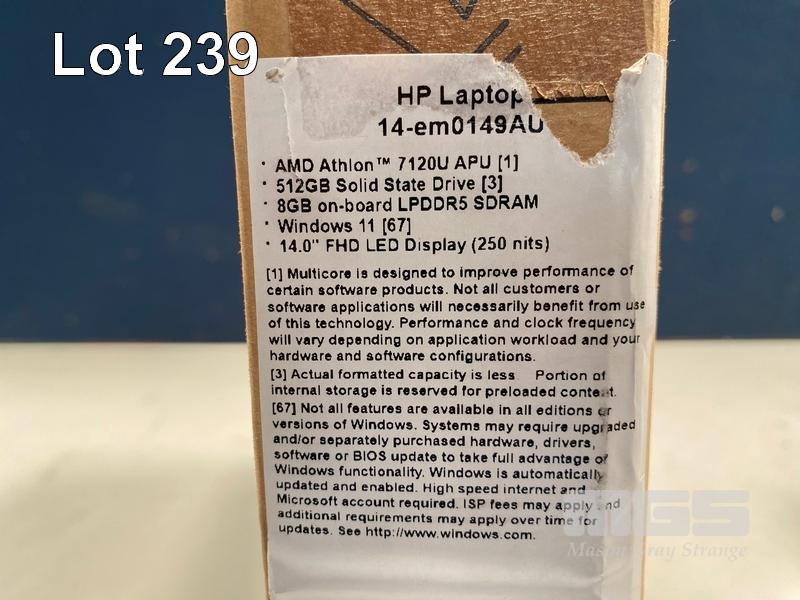 Lot 239
HP Laptop
14-em0149AU
· AMD Athlon™ 7120U APU [1]
· 512GB Solid State Drive [3]
· 8GB on-board LPDDR5 SDRAM
· Windows 11 [67]
· 14.0" FHD LED Display (250 nits)
[1] Multicore is designed to improve performance of
certain software products. Not all customers or
software applications will necessarily benefit from use
of this technology. Performance and clock frequency
will vary depending on application workload and your
hardware and software configurations.
[3] Actual formatted capacity is less. Portion of
internal storage is reserved for preloaded content.
[67] Not all features are available in all editions or
versions of Windows. Systems may require upgraded
and/or separately purchased hardware, drivers,
software or BIOS update to take full advantage of
Windows functionality. Windows is automatically
updated and enabled. High speed internet and
Microsoft account required. ISP fees may apply and
additional requirements may apply over time for
updates. See http://www.windows.com.
MGS
Mason Gray Strange